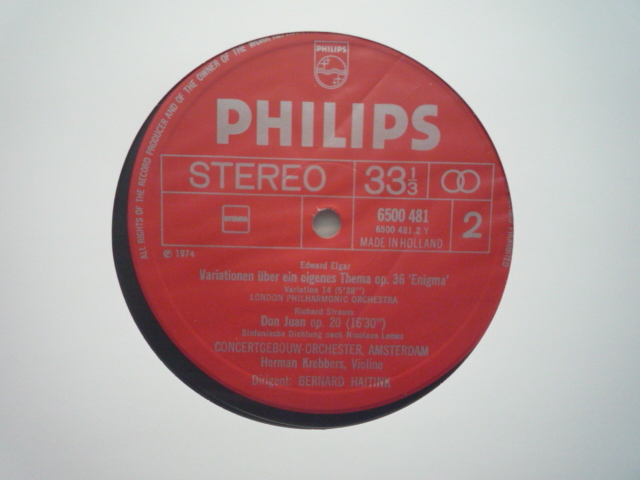 ALL RIGHTS OF THE RECORD PRODUCER AND OF THE OWNER OF THE
PHILIPS
PHILIPS
STEREO
33 1/3
6500 481
6500 481.2 Y
MADE IN HOLLAND
2
℗ 1974
Edward Elgar
Variationen über ein eigenes Thema op. 36 'Enigma'
Variation 14 (5'28")
LONDON PHILHARMONIC ORCHESTRA
Richard Strauss
Don Juan op. 20 (16'30")
Sinfonische Dichtung nach Nikolaus Lenau
CONCERTGEBOUW-ORCHESTER, AMSTERDAM
Herman Krebbers, Violine
Dirigent: BERNARD HAITINK